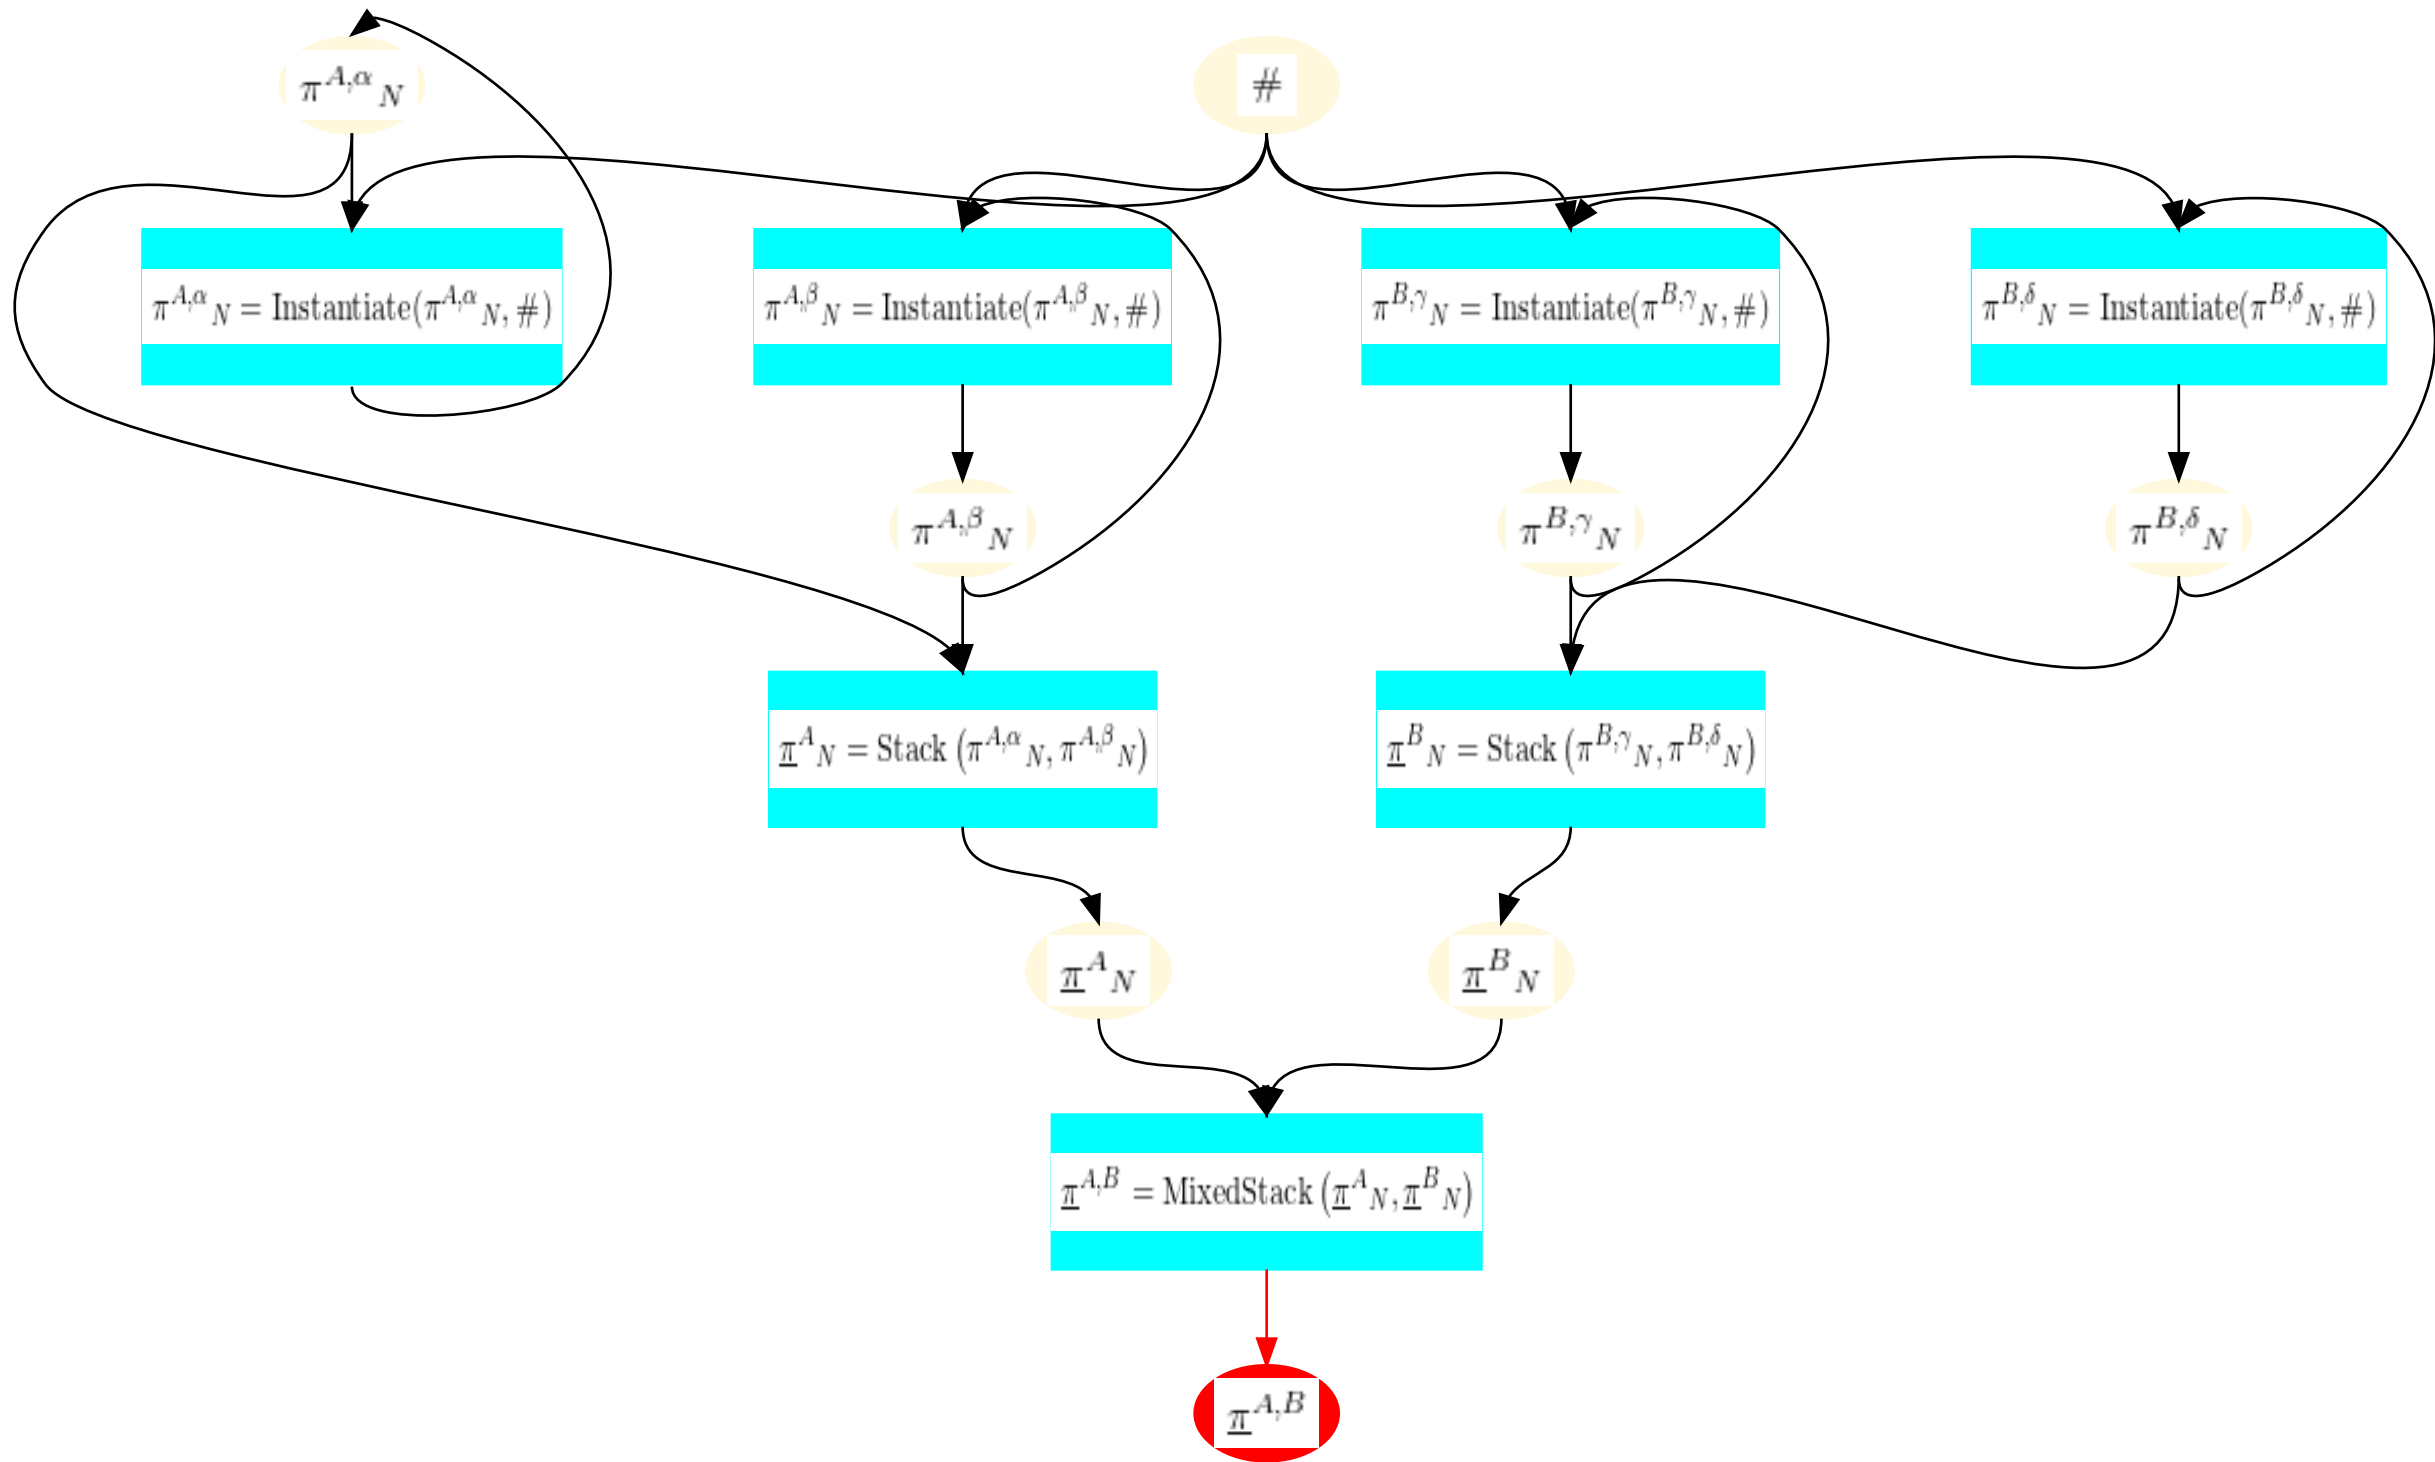 π^{A,α}_N
#
π^{A,α}_N = Instantiate(π^{A,α}_N, #)
π^{A,β}_N = Instantiate(π^{A,β}_N, #)
π^{B,γ}_N = Instantiate(π^{B,γ}_N, #)
π^{B,δ}_N = Instantiate(π^{B,δ}_N, #)
π^{A,β}_N
π^{B,γ}_N
π^{B,δ}_N
π̲^A_N = Stack (π^{A,α}_N, π^{A,β}_N)
π̲^B_N = Stack (π^{B,γ}_N, π^{B,δ}_N)
π̲^A_N
π̲^B_N
π̲^{A,B} = MixedStack (π̲^A_N, π̲^B_N)
π̲^{A,B}